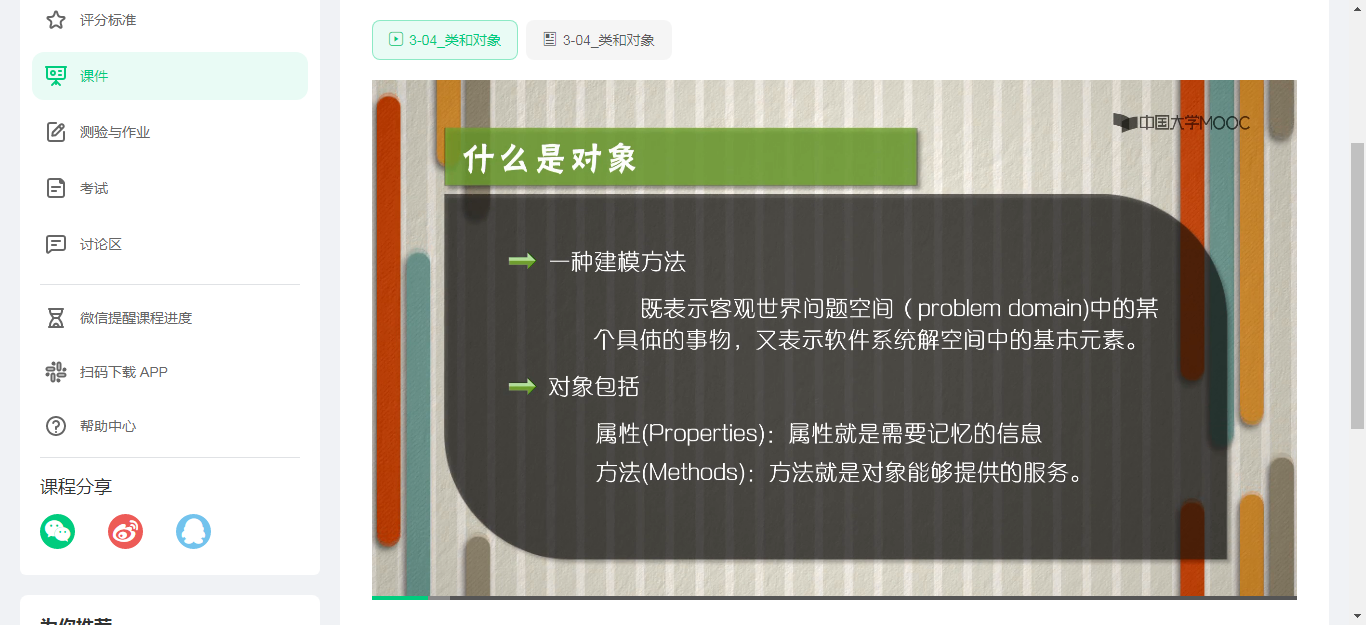 评分标准
课件
测验与作业
考试
讨论区
微信提醒课程进度
扫码下载 APP
帮助中心
课程分享
为你推荐
3-04_类和对象
3-04_类和对象
中国大学MOOC
什么是对象
一种建模方法
既表示客观世界问题空间（problem domain)中的某
个具体的事物，又表示软件系统解空间中的基本元素。
对象包括
属性(Properties)：属性就是需要记忆的信息
方法(Methods)：方法就是对象能够提供的服务。